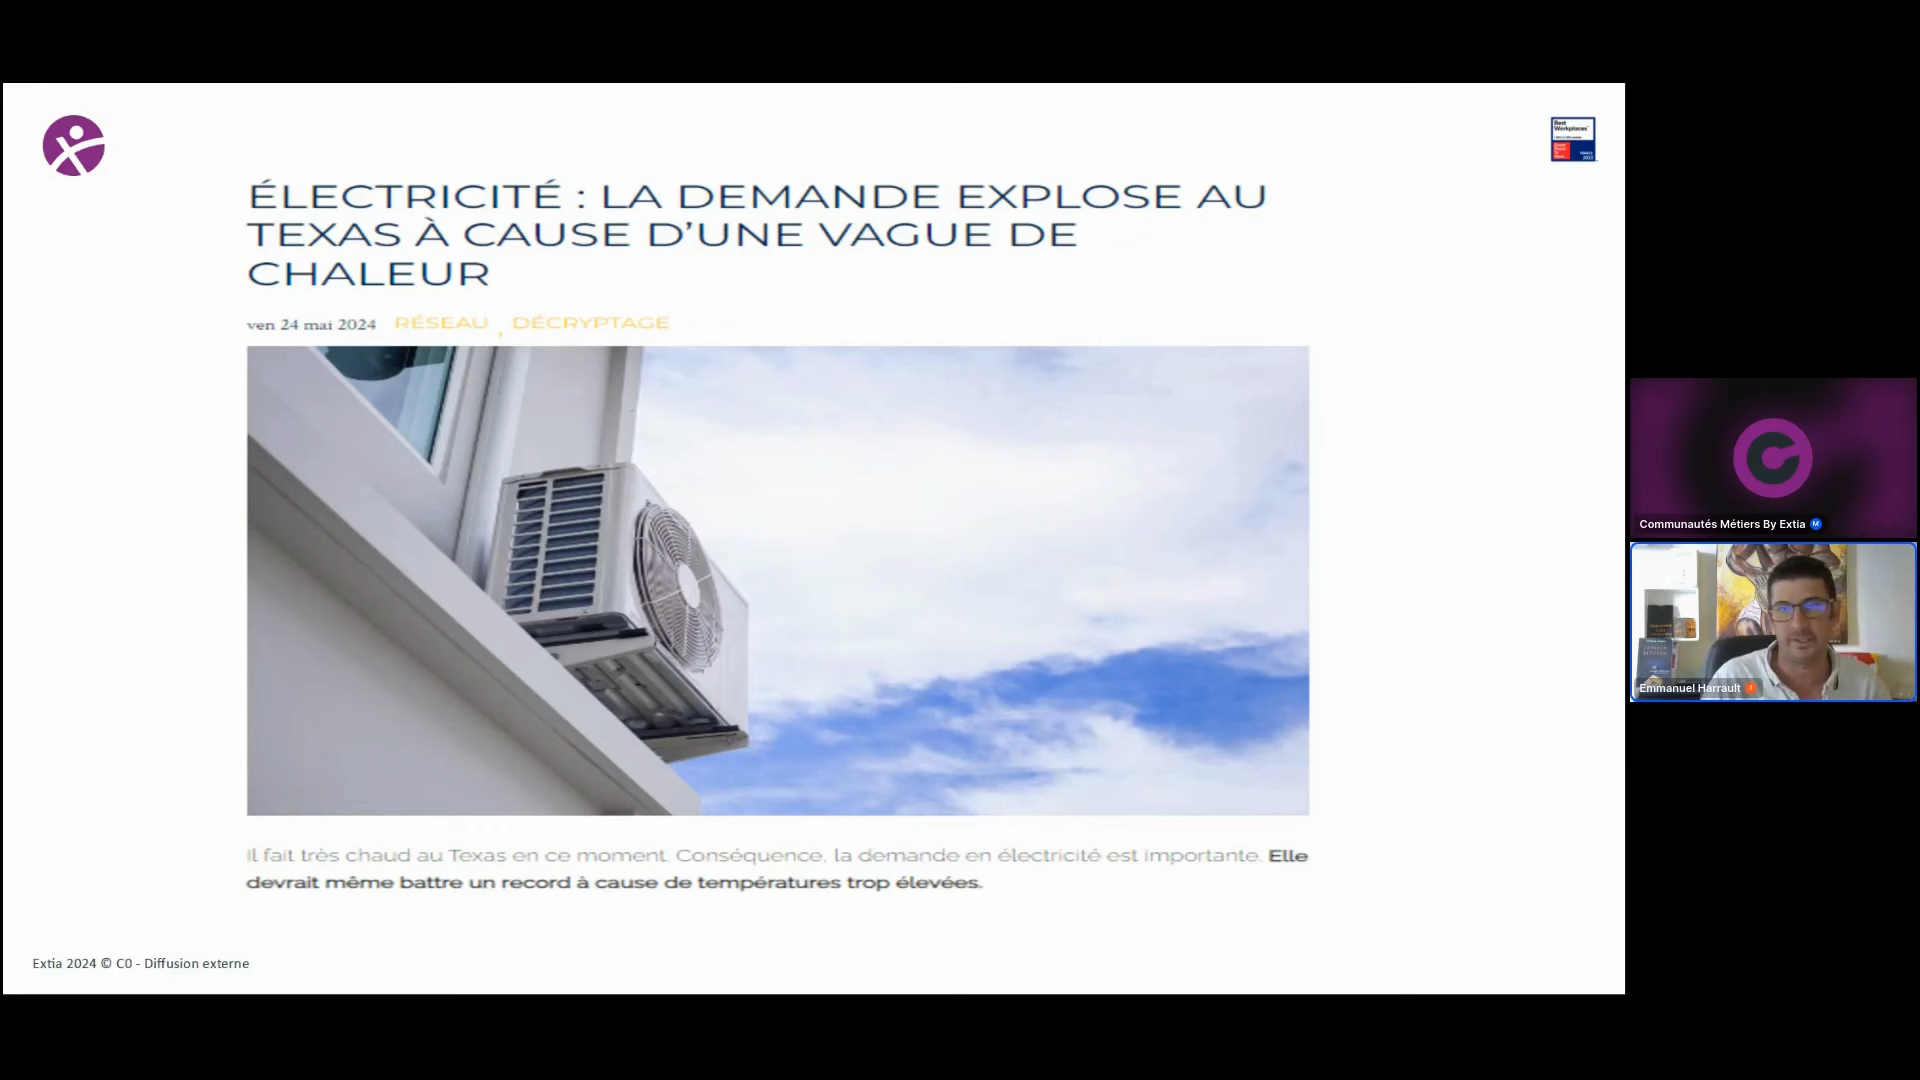 Best
Workplaces
ÉLECTRICITÉ : LA DEMANDE EXPLOSE AU
TEXAS À CAUSE D'UNE VAGUE DE
CHALEUR
ven 24 mai 2024 RÉSEAU , DÉCRYPTAGE
Il fait très chaud au Texas en ce moment. Conséquence, la demande en électricité est importante. Elle
devrait même battre un record à cause de températures trop élevées.
Extia 2024 © C0 - Diffusion externe
Communautés Métiers By Extia M
Emmanuel Harrault